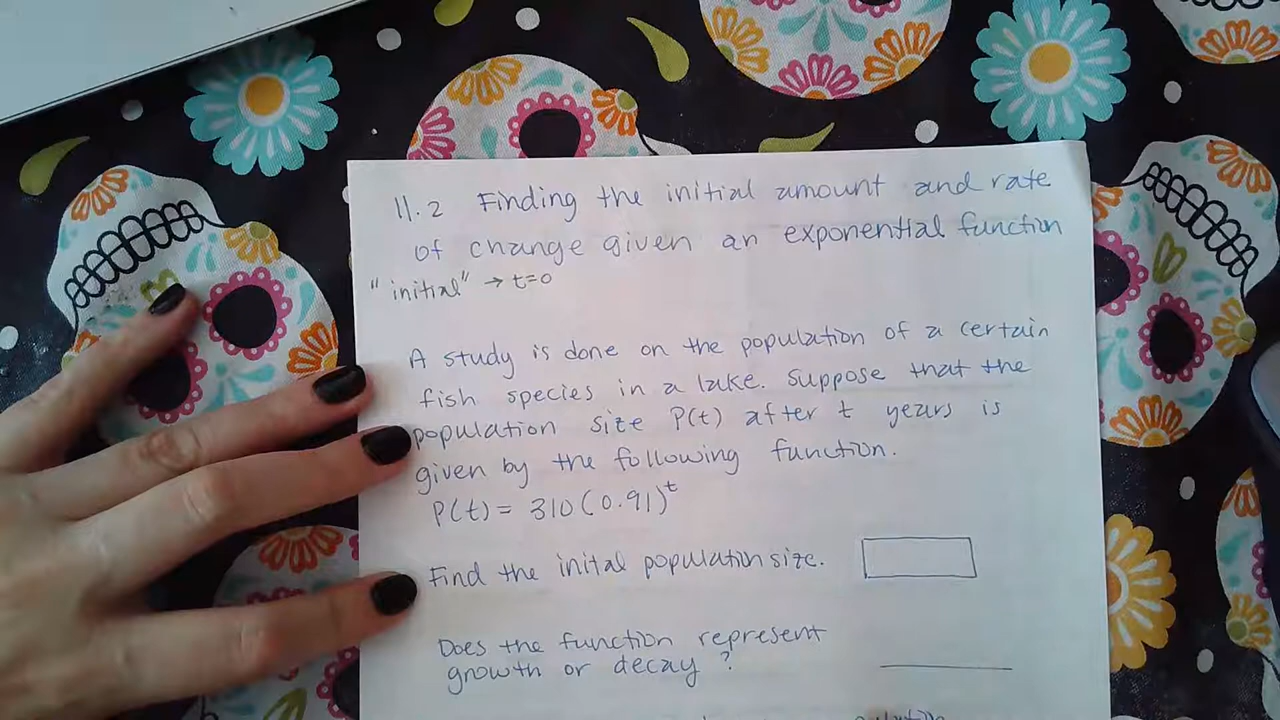 11.2 Finding the initial amount and rate
of change given an exponential function
"initial" → t=0
A study is done on the population of a certain
fish species in a lake. Suppose that the
population size P(t) after t years is
given by the following function.
P(t) = 310(0.91)^t
Find the inital population size.
Does the function represent
growth or decay?